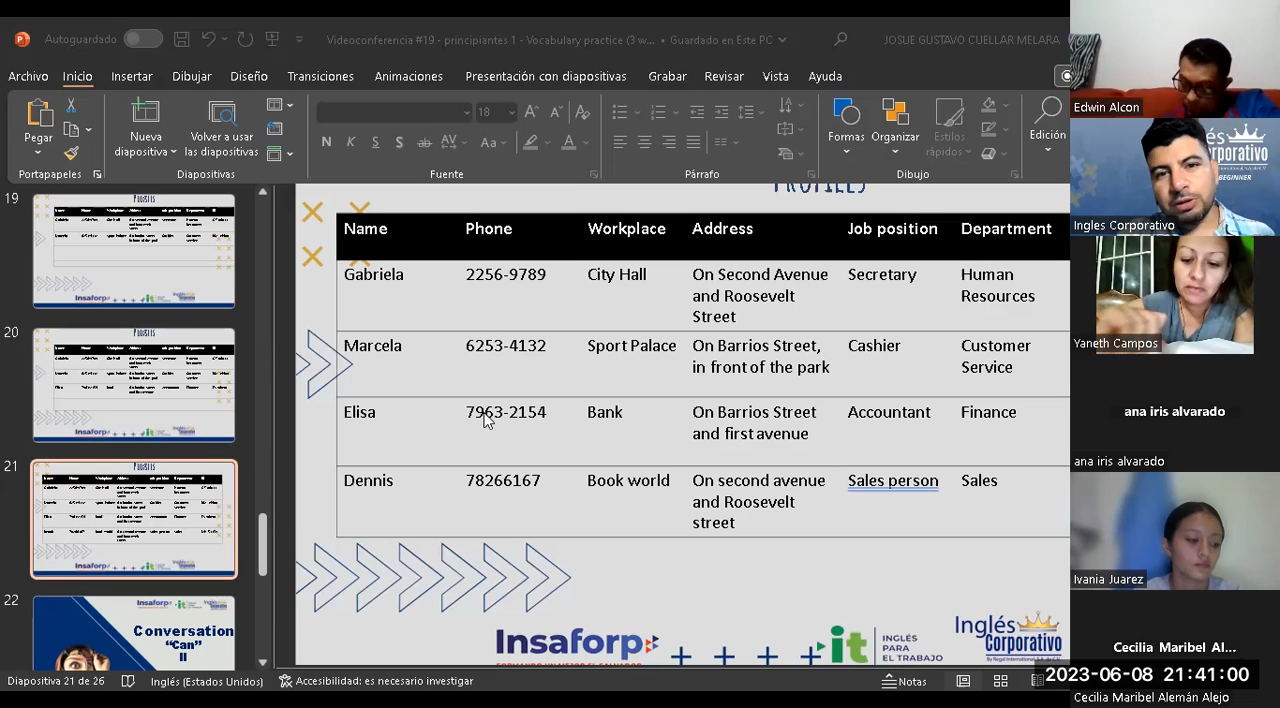 Autoguardado
Videoconferencia #19 - principiantes 1 - Vocabulary practice (3 w... • Guardado en Este PC
JOSUE GUSTAVO CUELLAR MELARA
Archivo Inicio Insertar Dibujar Diseño Transiciones Animaciones Presentación con diapositivas Grabar Revisar Vista Ayuda
Pegar
Nueva diapositiva
Volver a usar las diapositivas
18
N K S S ab AV Aa A
Formas
Organizar
Estilos rápidos
Edición
Portapapeles Diapositivas Fuente Párrafo Dibujo
19
20
21
22
Conversation
"Can"
II
PROFILES
Name Phone Workplace Address Job position Department
Gabriela 2256-9789 City Hall On Second Avenue and Roosevelt Street Secretary Human Resources
Marcela 6253-4132 Sport Palace On Barrios Street, in front of the park Cashier Customer Service
Elisa 7963-2154 Bank On Barrios Street and first avenue Accountant Finance
Dennis 78266167 Book world On second avenue and Roosevelt street Sales person Sales
Insaforp
it
INGLÉS
PARA
EL TRABAJO
Inglés
Corporativo
Diapositiva 21 de 26
Inglés (Estados Unidos)
Accesibilidad: es necesario investigar
Notas
Edwin Alcon
Ingles Corporativo
Yaneth Campos
ana iris alvarado
ana iris alvarado
Ivania Juarez
Cecilia Maribel Al...
2023-06-08 21:41:00
Cecilia Maribel Alemán Alejo